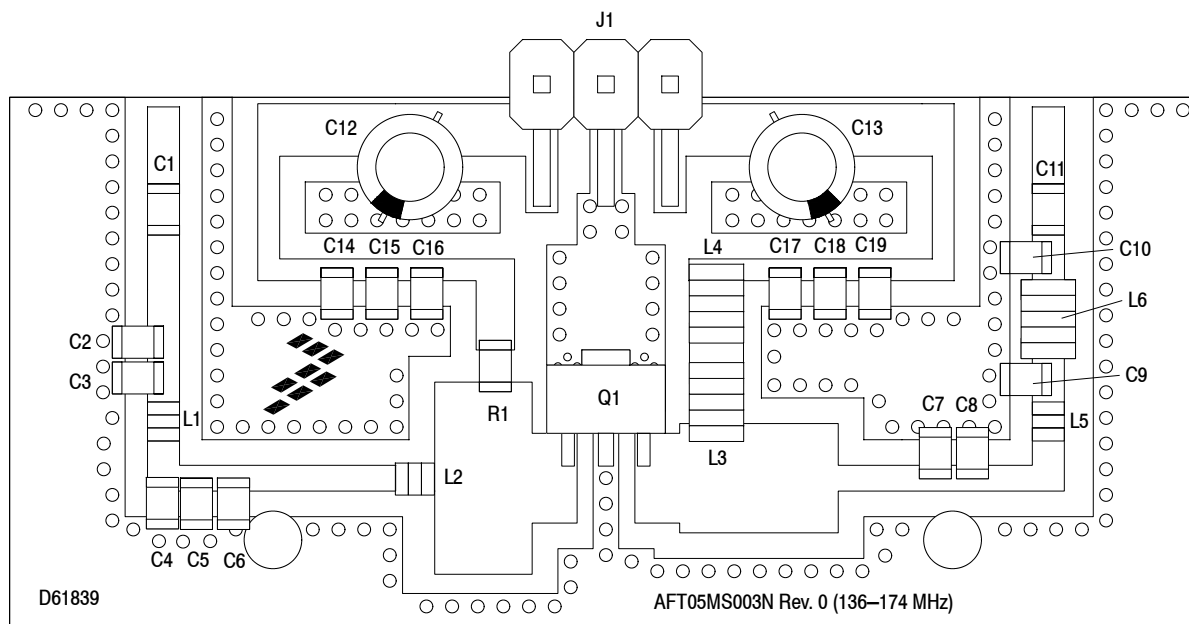 J1
C12
C13
C1
C11
C14 C15 C16
L4
C17 C18 C19
C10
L6
C2
C3
C9
L1
R1
Q1
C7 C8
L5
L2
L3
C4 C5 C6
D61839
AFT05MS003N Rev. 0 (136–174 MHz)